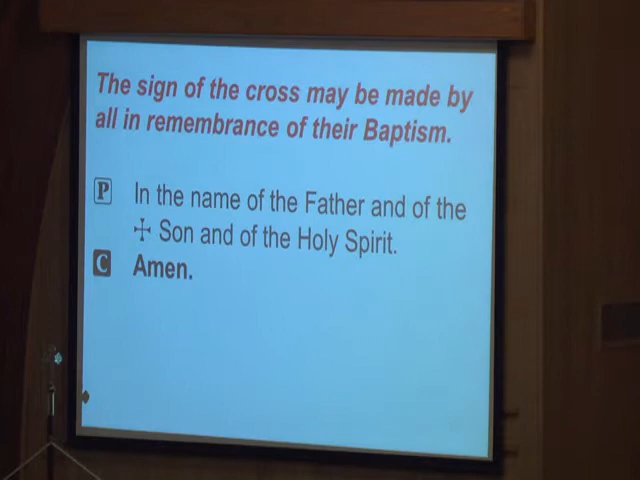 The sign of the cross may be made by
all in remembrance of their Baptism.
P In the name of the Father and of the
☩ Son and of the Holy Spirit.
C Amen.